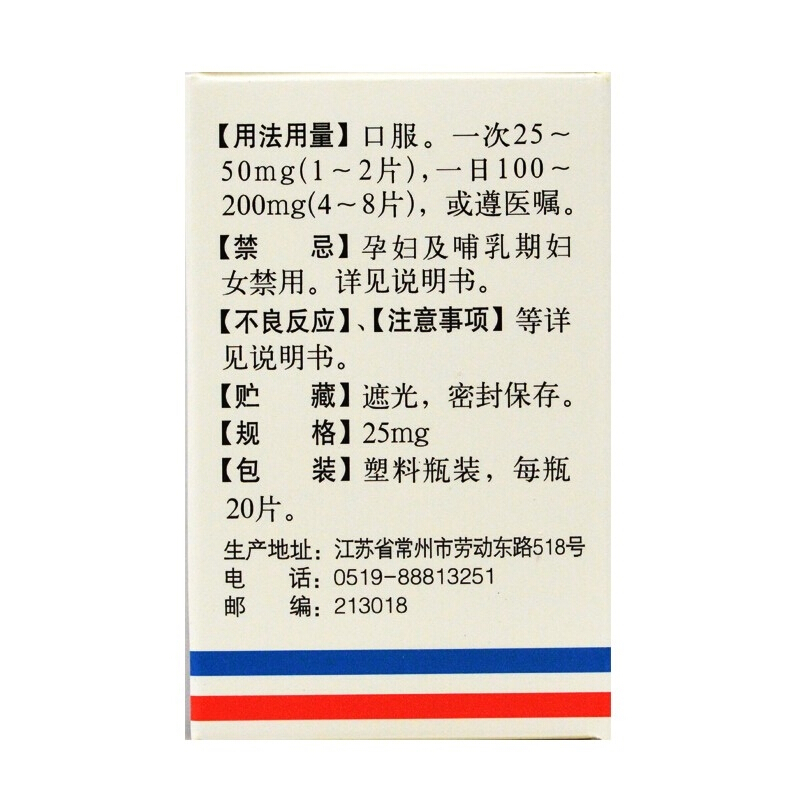 【用法用量】口服。一次25～
50mg(1～2片),一日100～
200mg(4～8片)，或遵医嘱。
【禁 忌】孕妇及哺乳期妇
女禁用。详见说明书。
【不良反应】、【注意事项】等详
见说明书。
【贮 藏】遮光，密封保存。
【规 格】25mg
【包 装】塑料瓶装，每瓶
20片。
生产地址：江苏省常州市劳动东路518号
电 话：0519-88813251
邮 编：213018